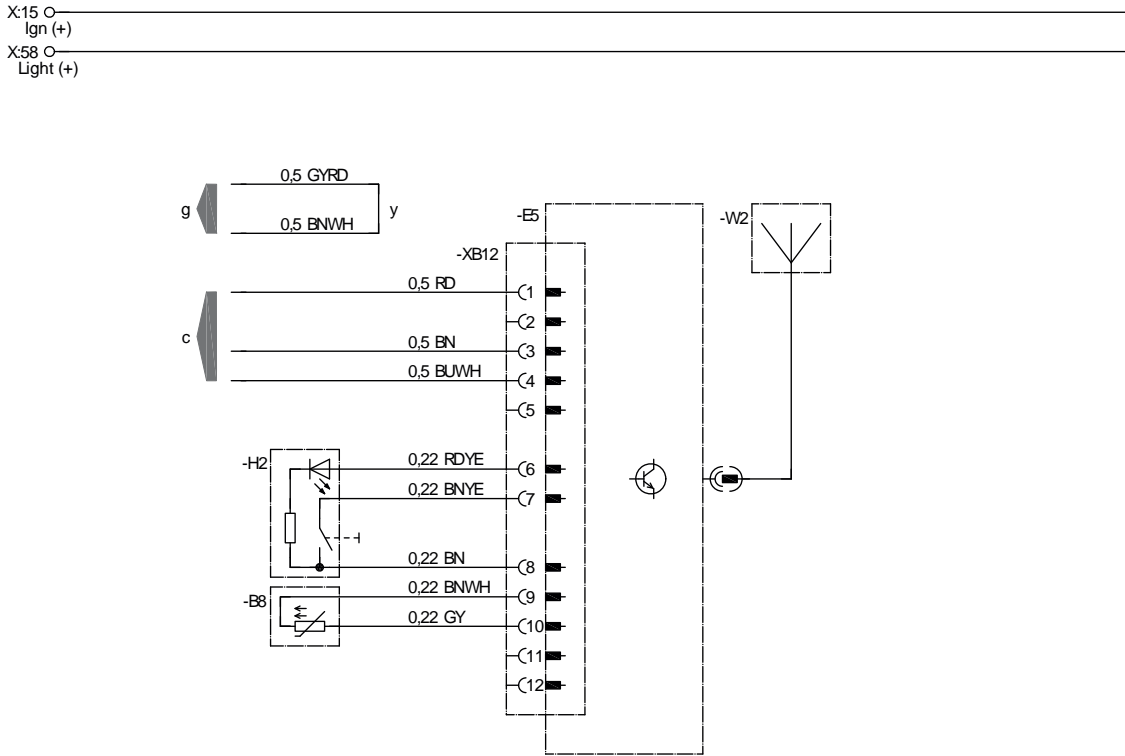 X:15
Ign (+)
X:58
Light (+)
0,5 GYRD
g
y
0,5 BNWH
-E5
-W2
-XB12
0,5 RD
1
2
c
0,5 BN
3
0,5 BUWH
4
5
-H2
0,22 RDYE
6
0,22 BNYE
7
0,22 BN
8
-B8
0,22 BNWH
9
0,22 GY
10
11
12